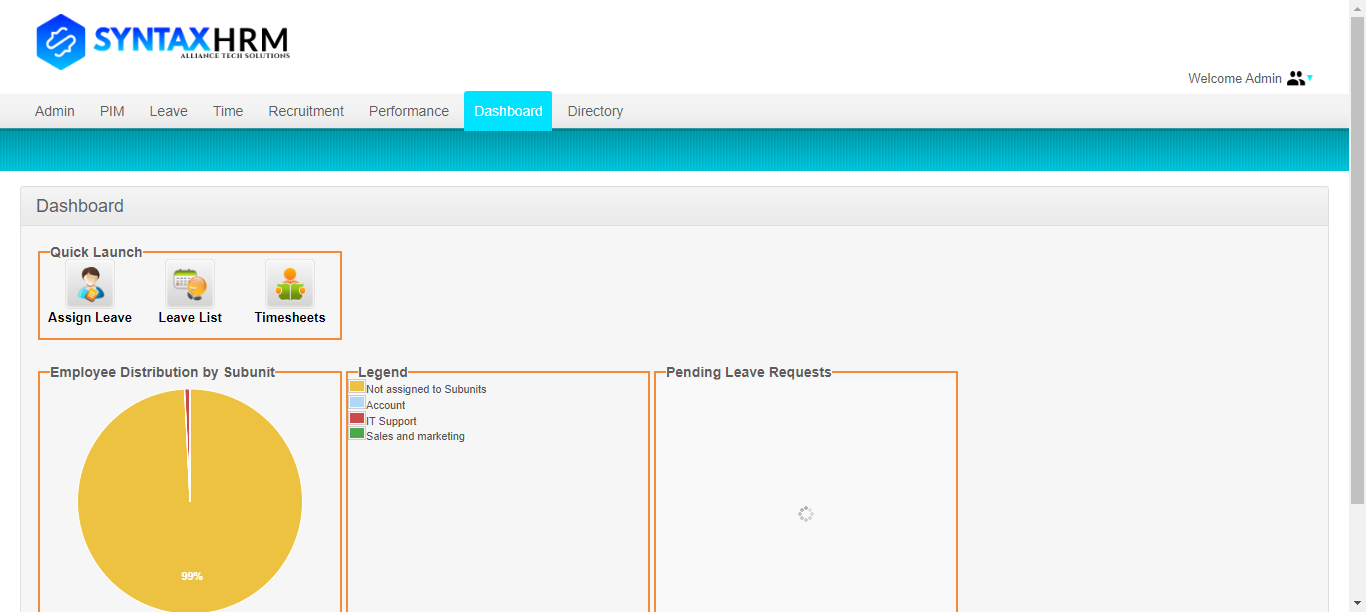 SYNTAXHRM
ALLIANCE TECH SOLUTIONS
Welcome Admin
Admin PIM Leave Time Recruitment Performance Dashboard Directory
Dashboard
Quick Launch
Assign Leave Leave List Timesheets
Employee Distribution by Subunit
99%
Legend
Not assigned to Subunits
Account
IT Support
Sales and marketing
Pending Leave Requests